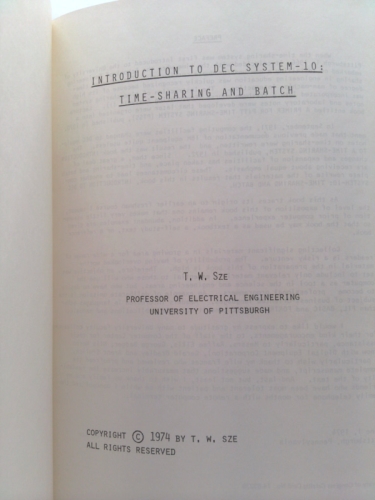 INTRODUCTION TO DEC SYSTEM-10:
TIME-SHARING AND BATCH
T. W. SZE
PROFESSOR OF ELECTRICAL ENGINEERING
UNIVERSITY OF PITTSBURGH
COPYRIGHT © 1974 BY T. W. SZE
ALL RIGHTS RESERVED